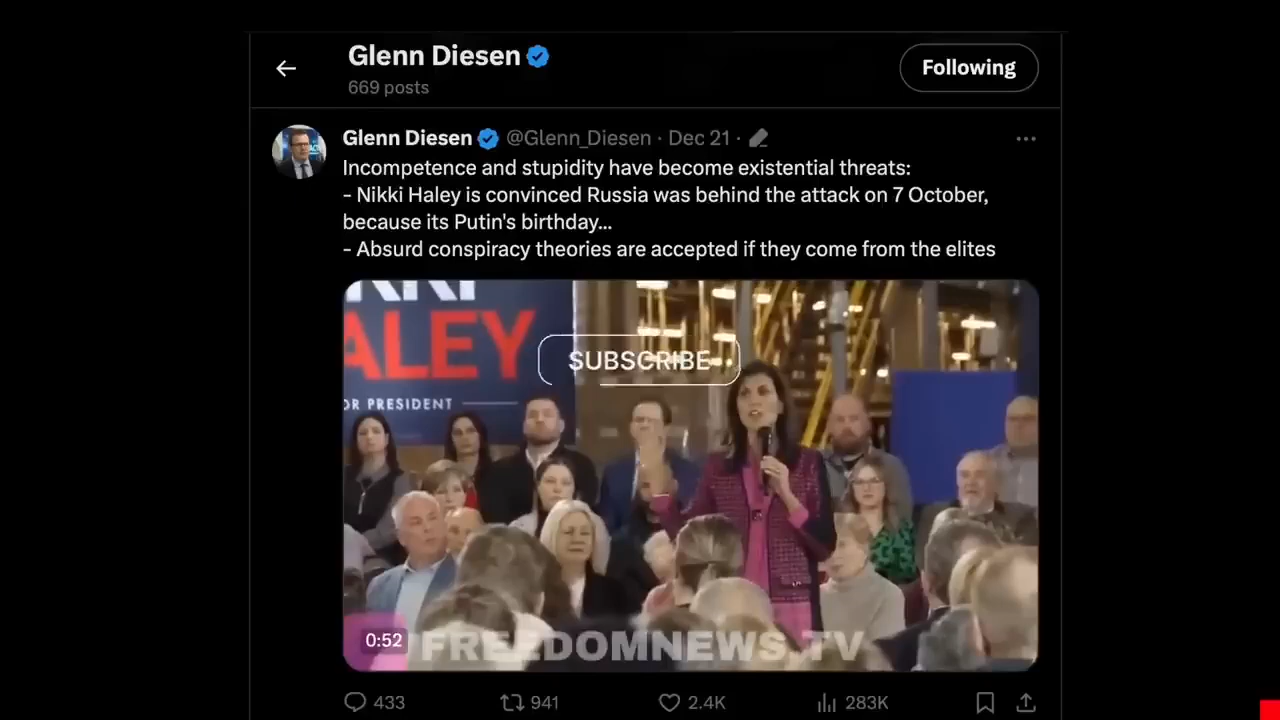 Glenn Diesen
669 posts
Following
Glenn Diesen @Glenn_Diesen · Dec 21 ·
Incompetence and stupidity have become existential threats:
- Nikki Haley is convinced Russia was behind the attack on 7 October,
because its Putin's birthday...
- Absurd conspiracy theories are accepted if they come from the elites
ALEY
OR PRESIDENT
SUBSCRIBE
0:52
FREEDOMNEWS.TV
433
941
2.4K
283K